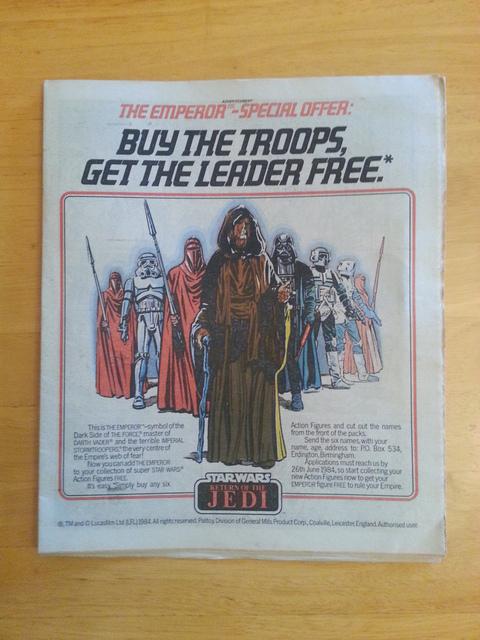 ADVERTISEMENT
THE EMPEROR™-SPECIAL OFFER:
BUY THE TROOPS,
GET THE LEADER FREE.*
This is THE EMPEROR™-symbol of the
Dark Side of THE FORCE,™ master of
DARTH VADER™ and the terrible IMPERIAL
STORMTROOPERS,™ the very centre of
the Empire's web of fear!
Now you can add THE EMPEROR
to your collection of super STAR WARS™
Action Figures FREE.
It's easy. Simply buy any six.
Action Figures and cut out the names
from the front of the packs.
Send the six names, with your
name, age, address to: P.O. Box 534,
Erdington, Birmingham.
Applications must reach us by
26th June 1984, so start collecting your
new Action Figures now to get your
EMPEROR figure FREE to rule your Empire.
STAR WARS
RETURN OF THE
JEDI
®, TM and © Lucasfilm Ltd (LFL) 1984. All rights reserved. Palitoy, Division of General Mills Product Corp., Coalville, Leicester, England. Authorised user.